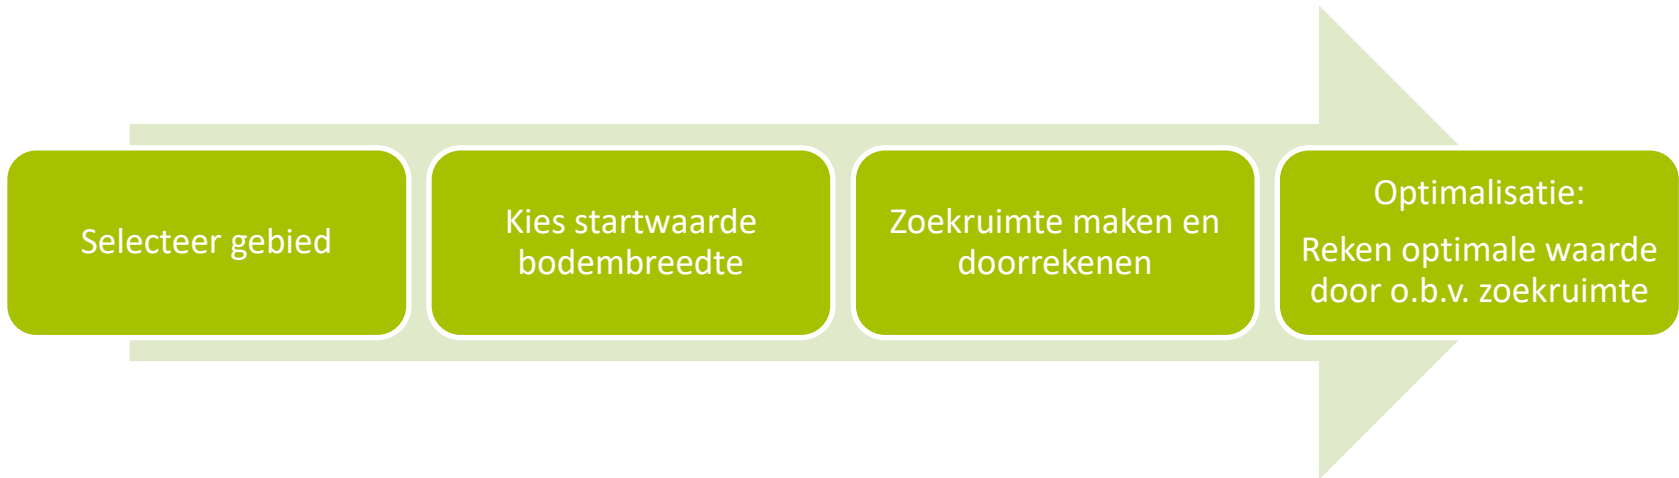 Selecteer gebied
Kies startwaarde
bodembreedte
Zoekruimte maken en
doorrekenen
Optimalisatie:
Reken optimale waarde
door o.b.v. zoekruimte